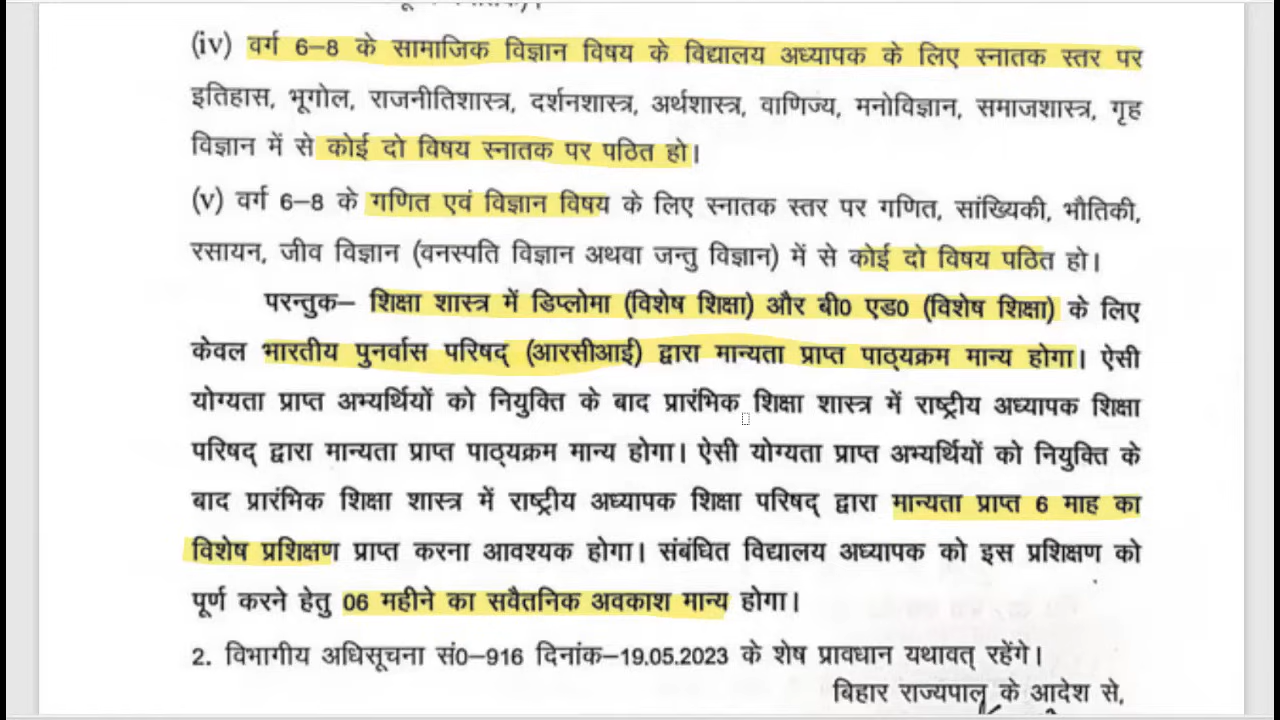 (iv) वर्ग 6–8 के सामाजिक विज्ञान विषय के विद्यालय अध्यापक के लिए स्नातक स्तर पर
इतिहास, भूगोल, राजनीतिशास्त्र, दर्शनशास्त्र, अर्थशास्त्र, वाणिज्य, मनोविज्ञान, समाजशास्त्र, गृह
विज्ञान में से कोई दो विषय स्नातक पर पठित हो।
(v) वर्ग 6–8 के गणित एवं विज्ञान विषय के लिए स्नातक स्तर पर गणित, सांख्यिकी, भौतिकी,
रसायन, जीव विज्ञान (वनस्पति विज्ञान अथवा जन्तु विज्ञान) में से कोई दो विषय पठित हो।
परन्तुक– शिक्षा शास्त्र में डिप्लोमा (विशेष शिक्षा) और बी0 एड0 (विशेष शिक्षा) के लिए
केवल भारतीय पुनर्वास परिषद् (आरसीआई) द्वारा मान्यता प्राप्त पाठ्यक्रम मान्य होगा। ऐसी
योग्यता प्राप्त अभ्यर्थियों को नियुक्ति के बाद प्रारंभिक शिक्षा शास्त्र में राष्ट्रीय अध्यापक शिक्षा
परिषद् द्वारा मान्यता प्राप्त पाठ्यक्रम मान्य होगा। ऐसी योग्यता प्राप्त अभ्यर्थियों को नियुक्ति के
बाद प्रारंभिक शिक्षा शास्त्र में राष्ट्रीय अध्यापक शिक्षा परिषद् द्वारा मान्यता प्राप्त 6 माह का
विशेष प्रशिक्षण प्राप्त करना आवश्यक होगा। संबंधित विद्यालय अध्यापक को इस प्रशिक्षण को
पूर्ण करने हेतु 06 महीने का सवैतनिक अवकाश मान्य होगा।
2. विभागीय अधिसूचना सं0–916 दिनांक–19.05.2023 के शेष प्रावधान यथावत् रहेंगे।
बिहार राज्यपाल के आदेश से,